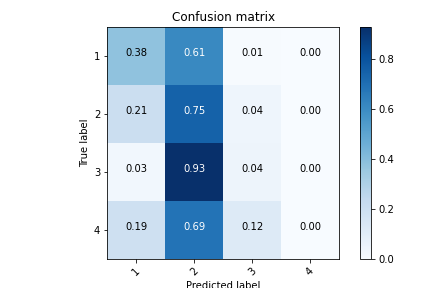 Confusion matrix
True label
1 0.38 0.61 0.01 0.00
2 0.21 0.75 0.04 0.00
3 0.03 0.93 0.04 0.00
4 0.19 0.69 0.12 0.00
1 2 3 4
Predicted label
0.8
0.6
0.4
0.2
0.0